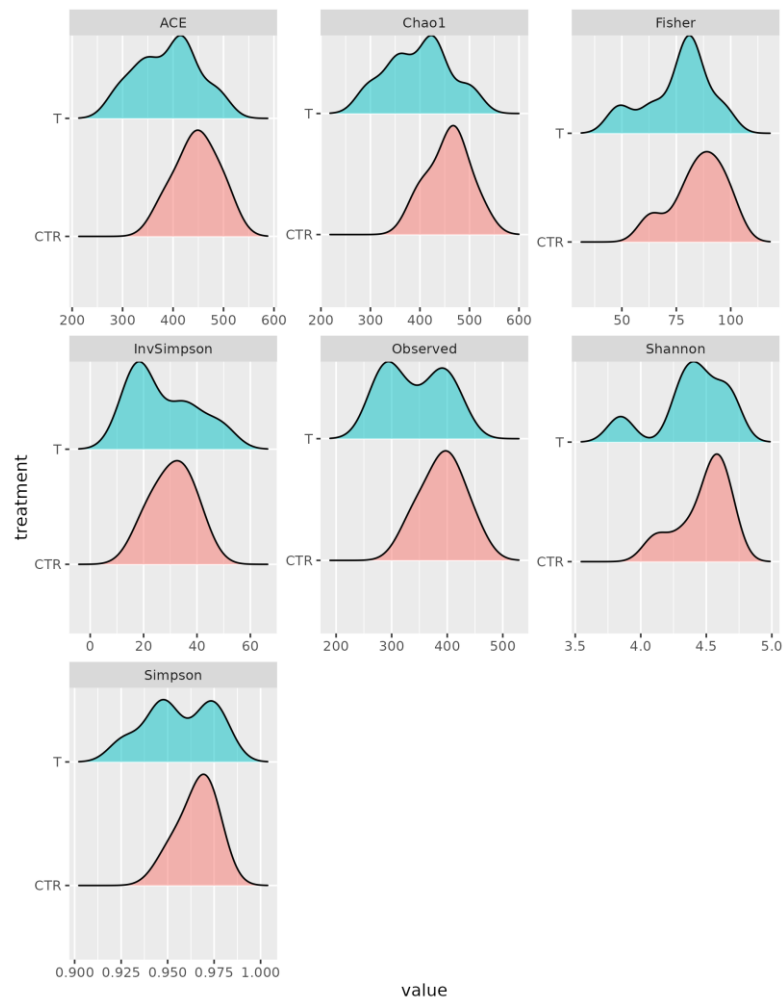 ACE Chao1 Fisher
T T T
CTR CTR CTR
200 300 400 500 600 200 300 400 500 600 50 75 100
InvSimpson Observed Shannon
T T T
CTR CTR CTR
0 20 40 60 200 300 400 500 3.5 4.0 4.5 5.0
treatment
Simpson
T
CTR
0.900 0.925 0.950 0.975 1.000
value